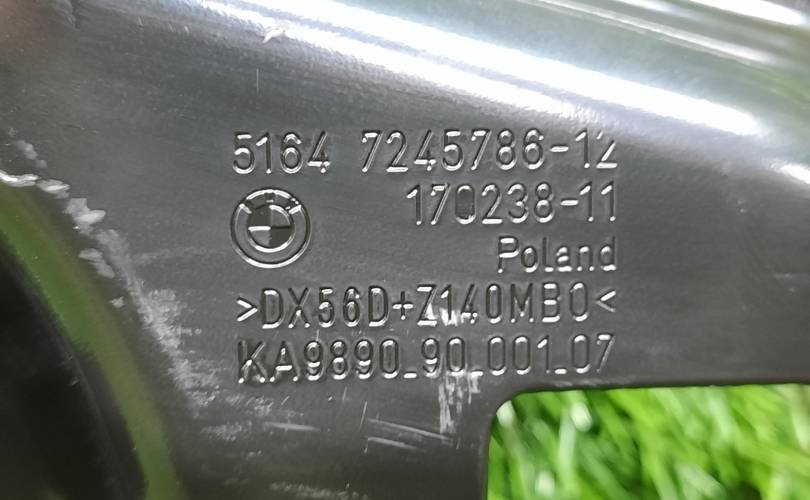 5164 7245786-12
170238-11
Poland
>DX56D+Z140MBO<
KA9890_90_001_07